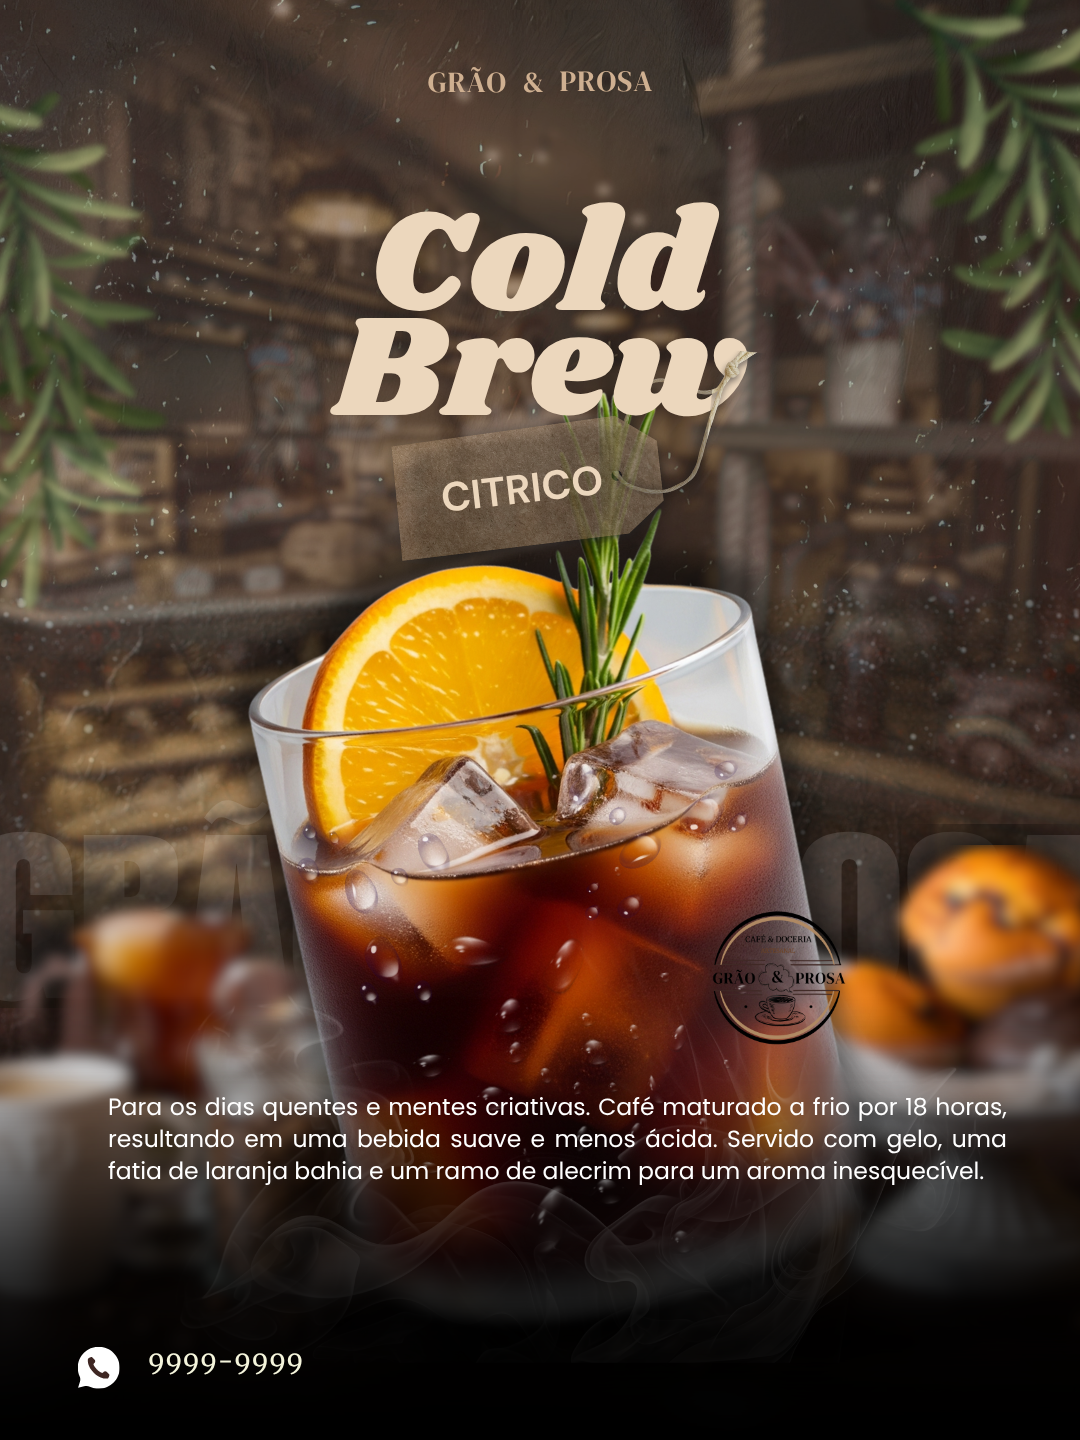 GRÃO & PROSA
Cold
Brew
CITRICO
GRÃ
OS
CAFÉ & DOCERIA
GRÃO & PROSA
Para os dias quentes e mentes criativas. Café maturado a frio por 18 horas,
resultando em uma bebida suave e menos ácida. Servido com gelo, uma
fatia de laranja bahia e um ramo de alecrim para um aroma inesquecível.
9999-9999